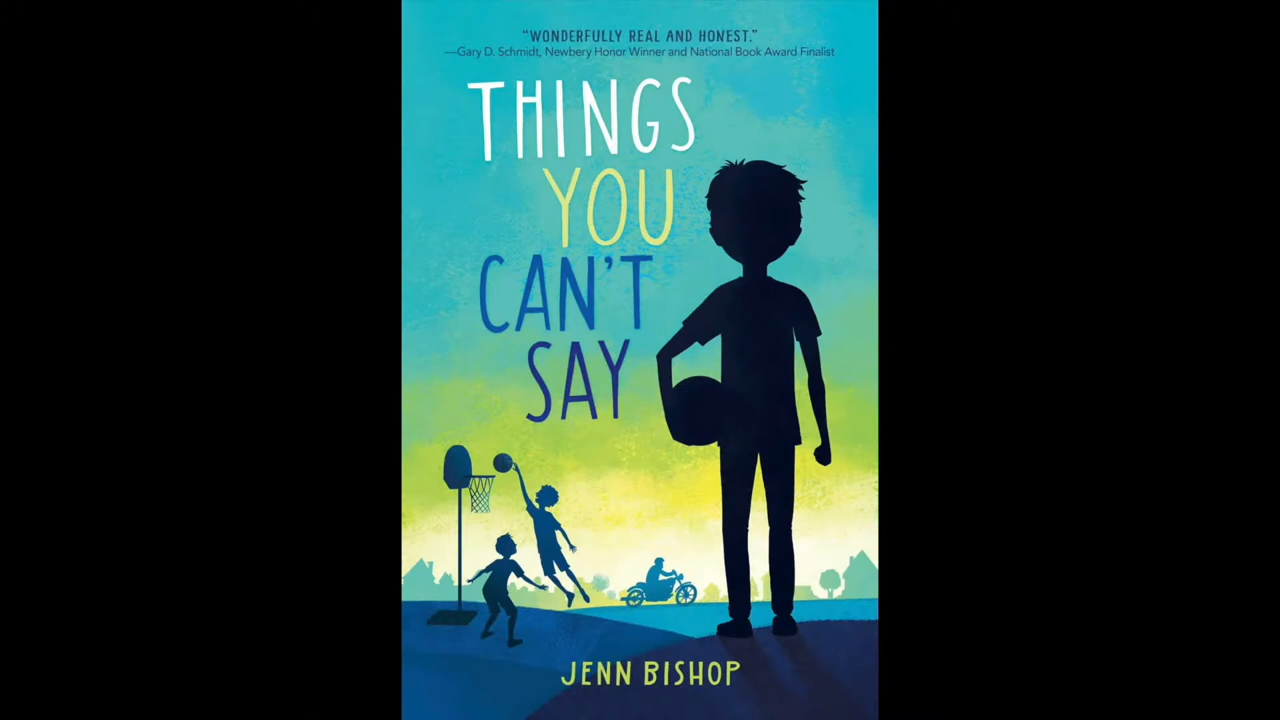 “WONDERFULLY REAL AND HONEST.”
—Gary D. Schmidt, Newbery Honor Winner and National Book Award Finalist
THINGS
YOU
CAN’T
SAY
JENN BISHOP